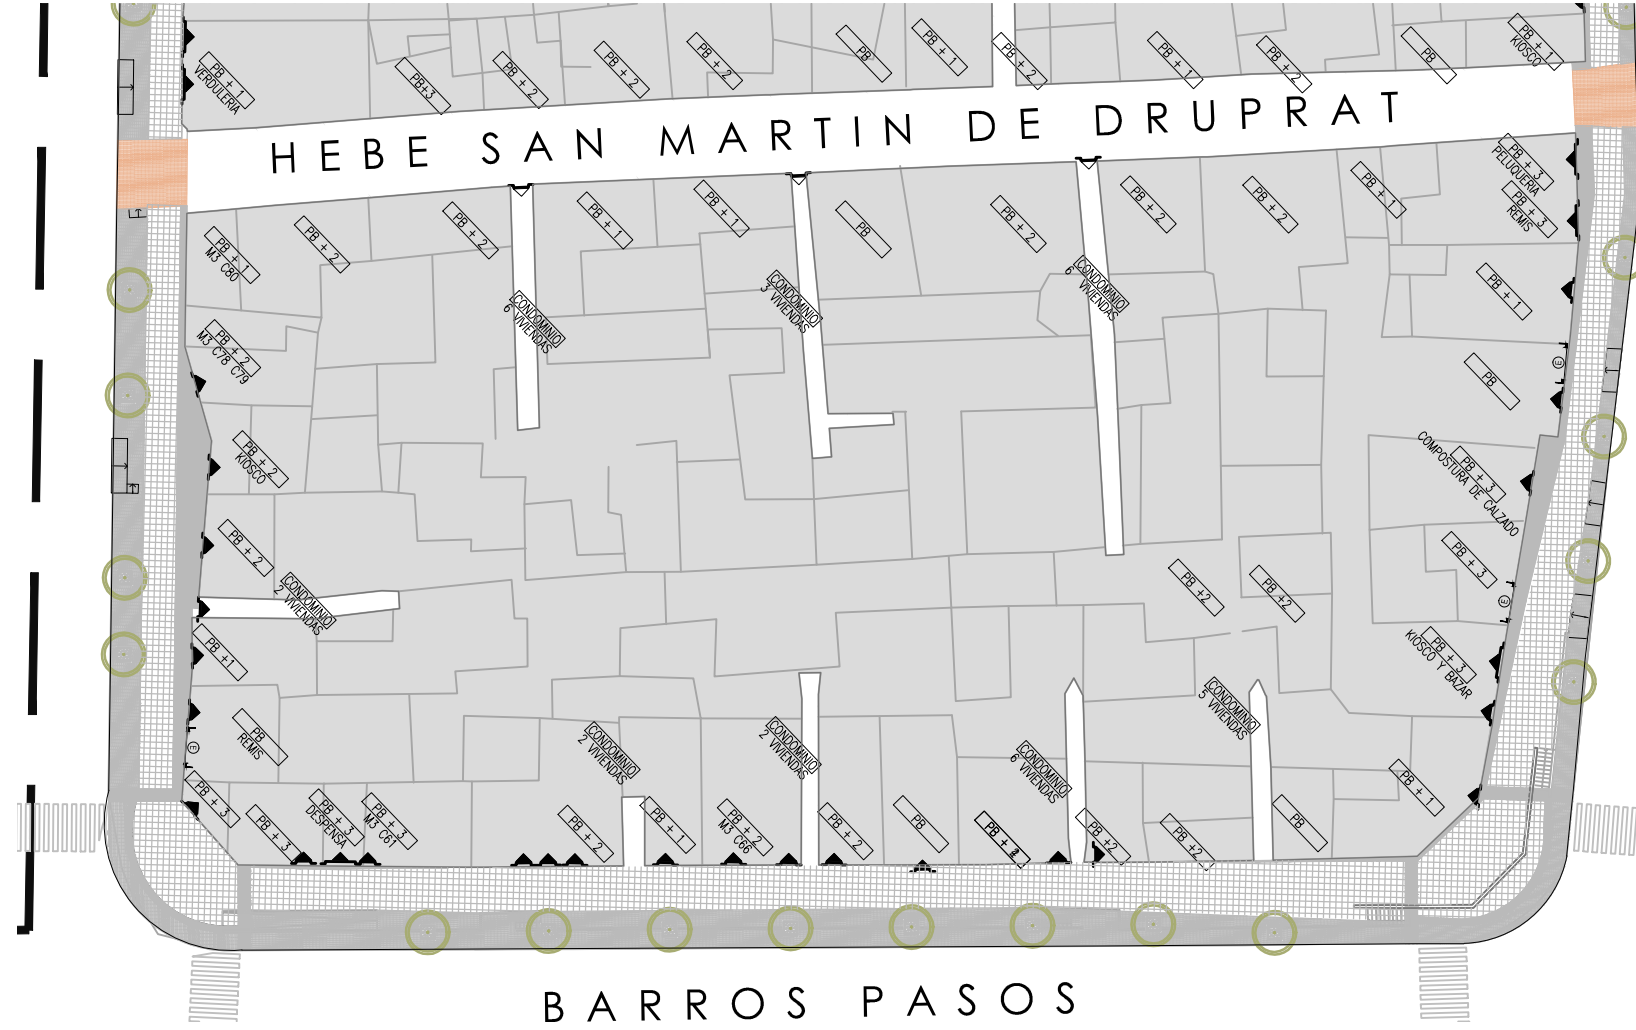 PB + 1
VERDULERIA
PB+3
PB + 2
PB + 2
PB + 2
PB
PB + 1
PB + 2
PB + 1
PB + 2
PB
PB + 1
KIOSCO
HEBE SAN MARTIN DE DRUPRAT
PB + 1
M3 C80
PB + 2
PB + 2
PB + 1
PB + 1
PB
PB + 2
PB + 2
PB + 2
PB + 1
PB + 3
PELUQUERIA
PB + 3
REMIS
CONDOMINIO
6 VIVIENDAS
CONDOMINIO
3 VIVIENDAS
CONDOMINIO
6 VIVIENDAS
PB + 1
PB + 2
M3 C78 C79
E
PB
PB + 2
KIOSCO
PB + 3
COMPOSTURA DE CALZADO
PB + 2
CONDOMINIO
2 VIVIENDAS
PB +2
PB +2
PB + 3
E
PB +1
PB + 3
KIOSCO Y BAZAR
PB
REMIS
E
CONDOMINIO
2 VIVIENDAS
CONDOMINIO
2 VIVIENDAS
CONDOMINIO
6 VIVIENDAS
CONDOMINIO
5 VIVIENDAS
PB + 3
PB + 3
PB + 3
DESPENSA
PB + 3
M3 C61
PB + 2
PB + 1
PB + 2
M3 C66
PB + 2
PB
PB +
PB +2
PB +2
PB
PB + 1
BARROS PASOS